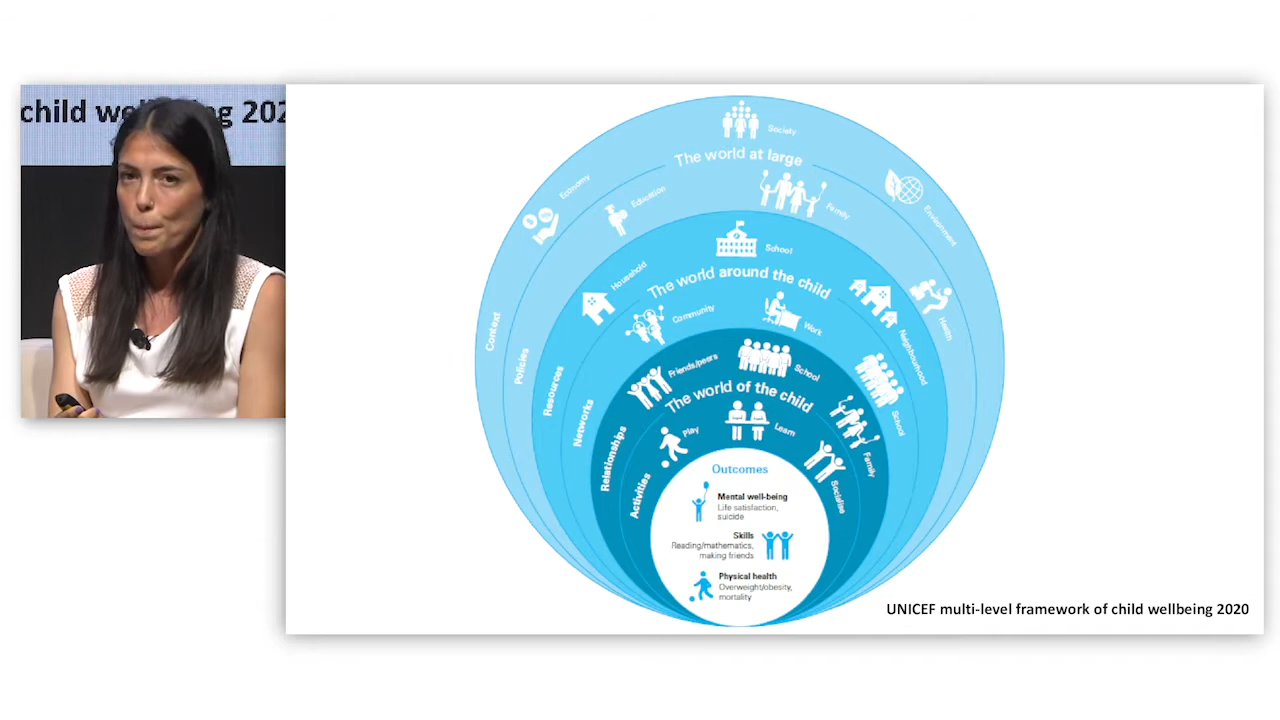 child wellbeing 202
Society
The world at large
Economy
Education
Family
Environment
Context
Policies
Health
School
Household
The world around the child
Community
Work
Neighbourhood
Resources
Networks
School
Friends/peers
School
The world of the child
Play
Learn
Family
Socialise
Relationships
Activities
Outcomes
Mental well-being
Life satisfaction,
suicide
Skills
Reading/mathematics,
making friends
Physical health
Overweight/obesity,
mortality
UNICEF multi-level framework of child wellbeing 2020